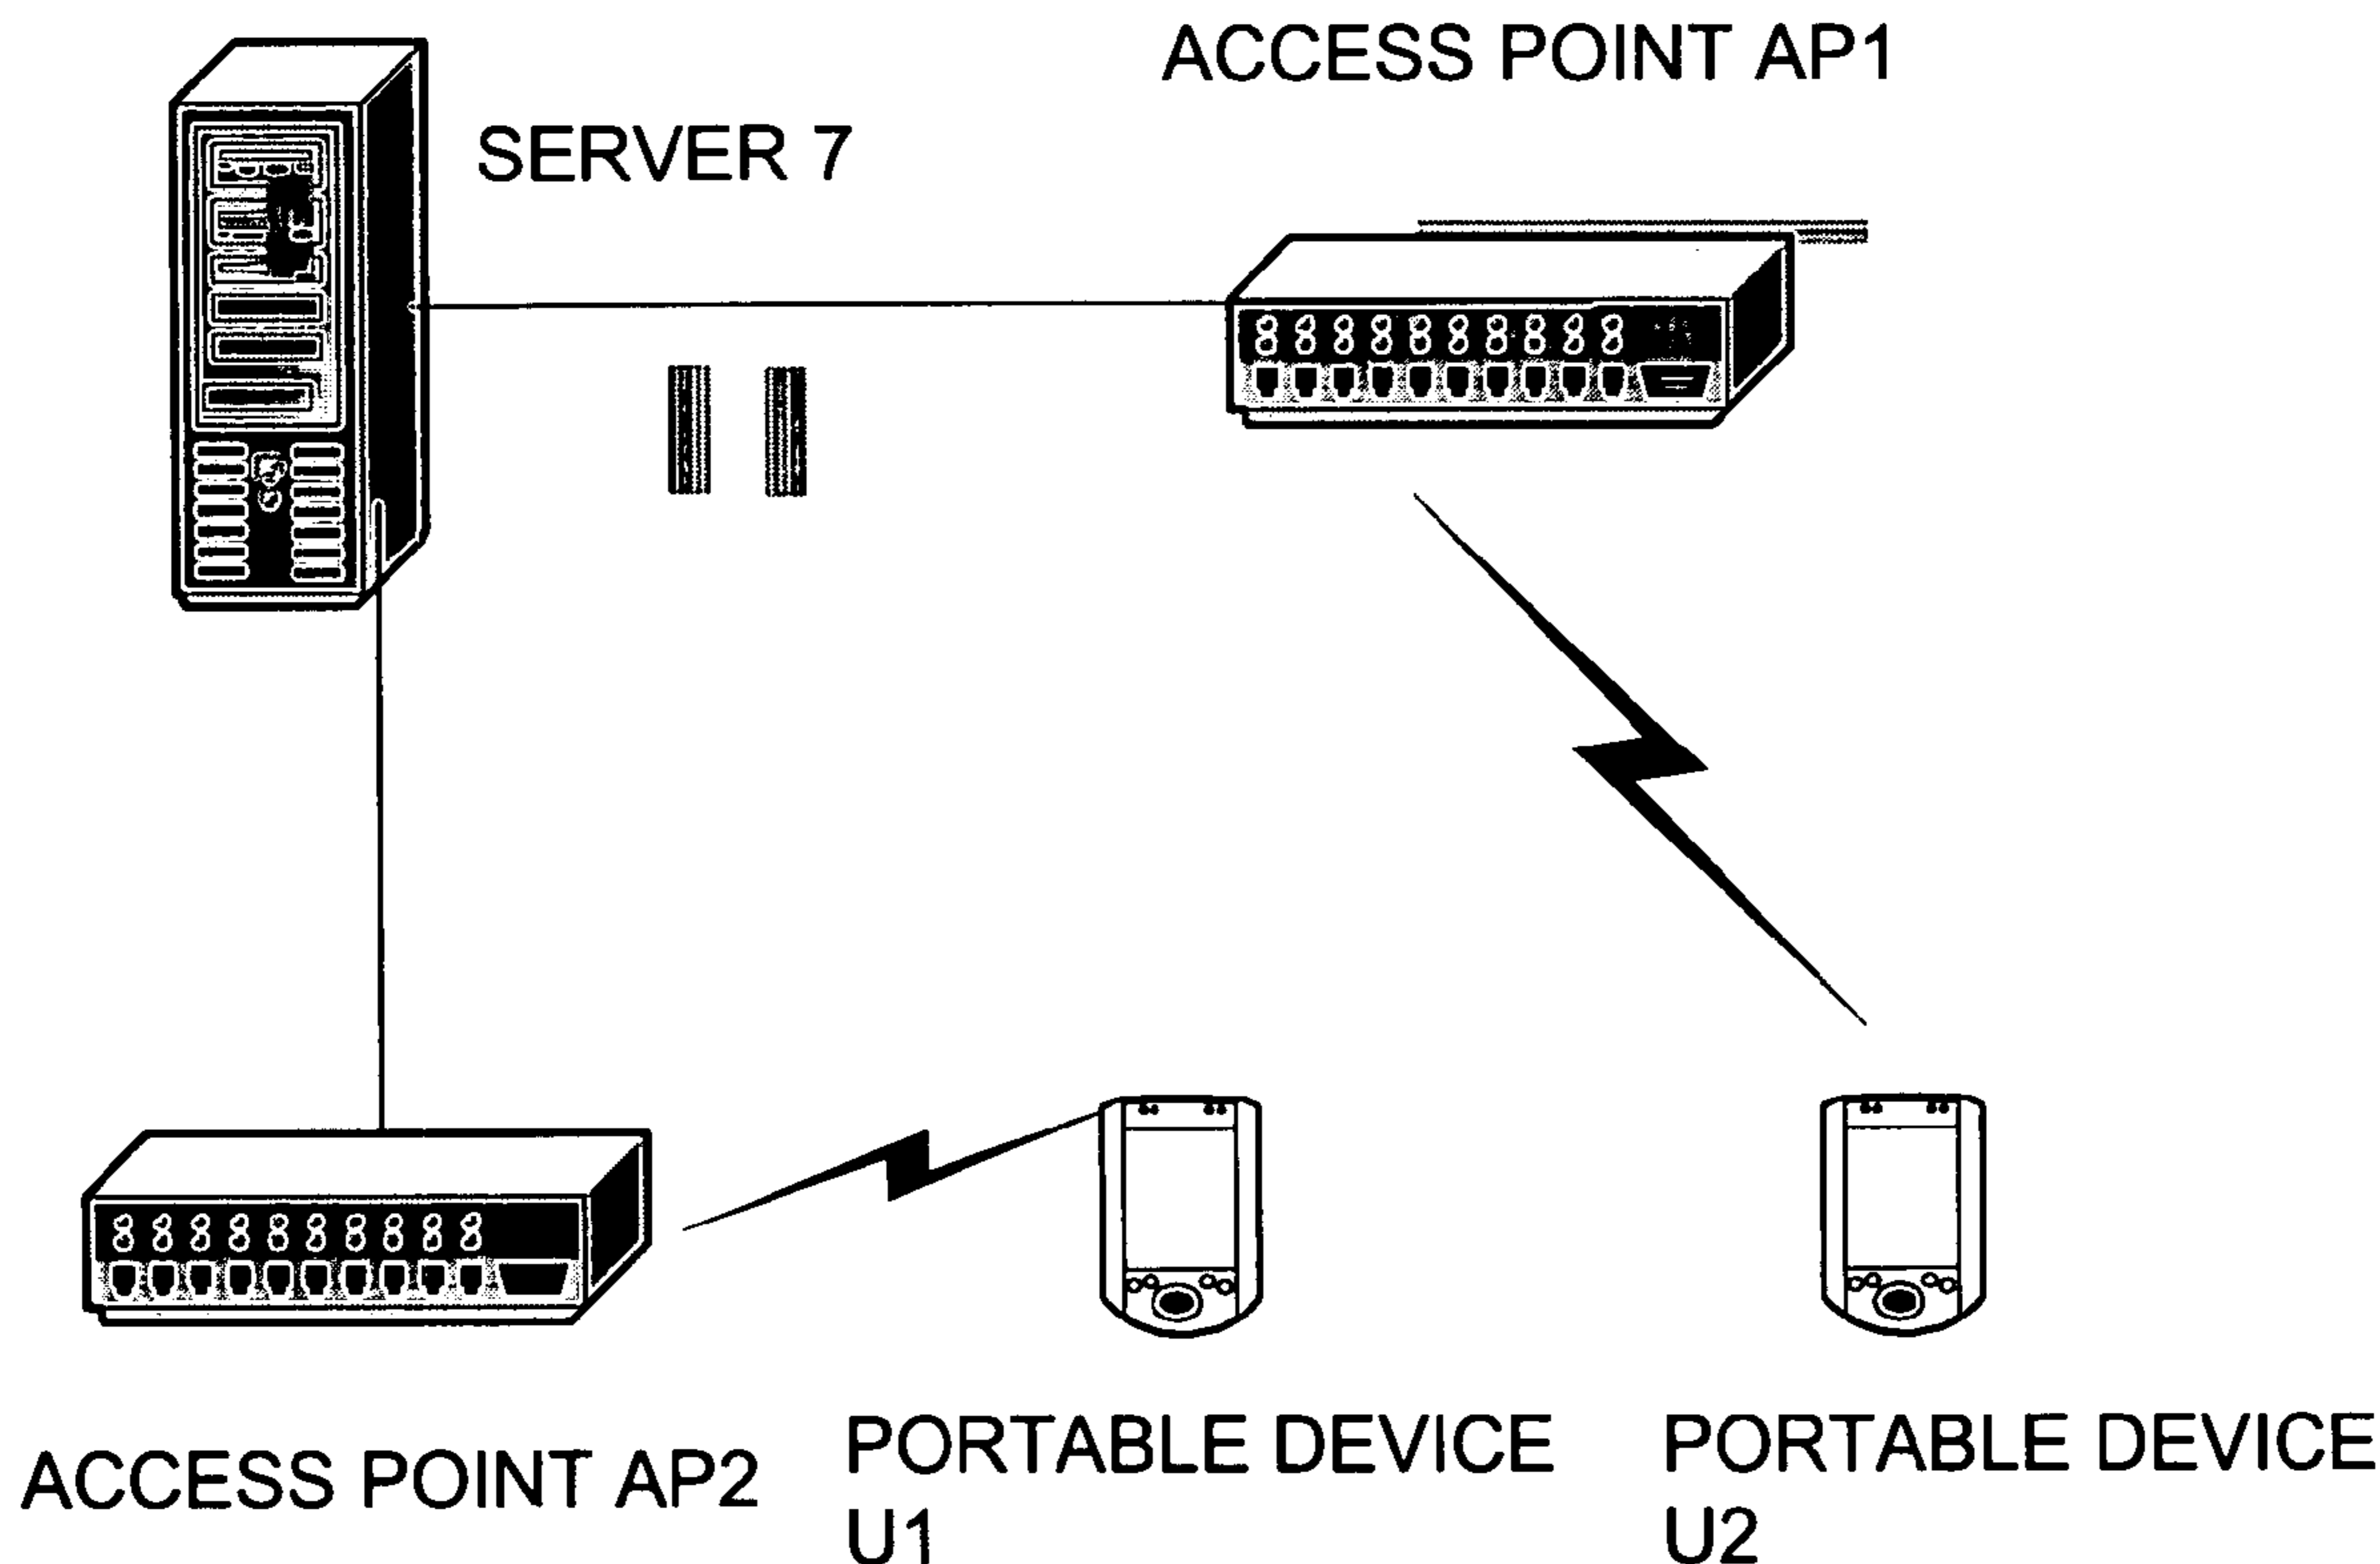 ACCESS POINT AP1
SERVER 7
ACCESS POINT AP2
PORTABLE DEVICE
U1
PORTABLE DEVICE
U2